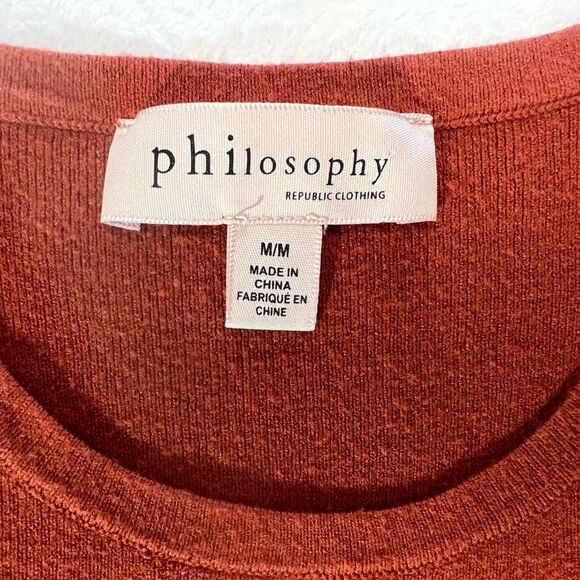 philosophy
REPUBLIC CLOTHING
M/M
MADE IN
CHINA
FABRIQUÉ EN
CHINE